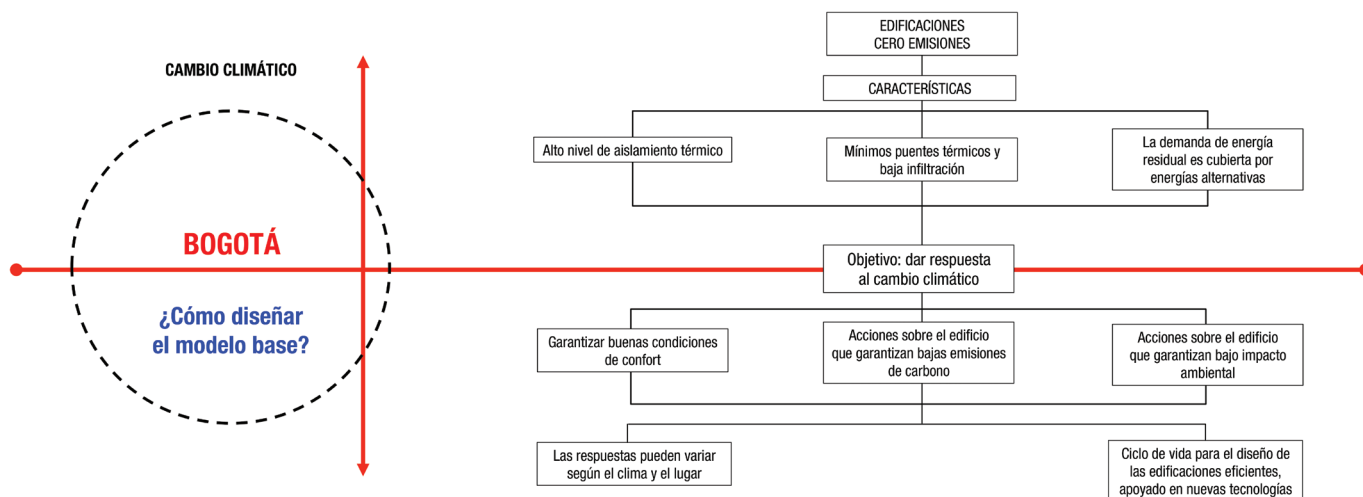 CAMBIO CLIMÁTICO
BOGOTÁ
¿Cómo diseñar
el modelo base?
EDIFICACIONES
CERO EMISIONES
CARACTERÍSTICAS
Alto nivel de aislamiento térmico
Mínimos puentes térmicos y
baja infiltración
La demanda de energía
residual es cubierta por
energías alternativas
Objetivo: dar respuesta
al cambio climático
Garantizar buenas condiciones
de confort
Acciones sobre el edificio
que garantizan bajas emisiones
de carbono
Acciones sobre el edificio
que garantizan bajo impacto
ambiental
Las respuestas pueden variar
según el clima y el lugar
Ciclo de vida para el diseño de
las edificaciones eficientes,
apoyado en nuevas tecnologías